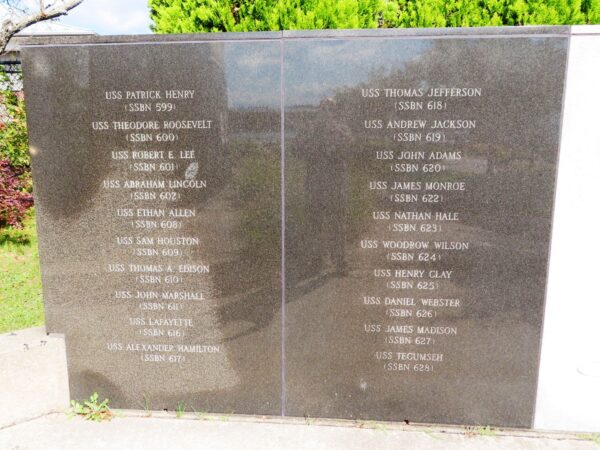 USS PATRICK HENRY
(SSBN 599)
USS THEODORE ROOSEVELT
(SSBN 600)
USS ROBERT E. LEE
(SSBN 601)
USS ABRAHAM LINCOLN
(SSBN 602)
USS ETHAN ALLEN
(SSBN 608)
USS SAM HOUSTON
(SSBN 609)
USS THOMAS A. EDISON
(SSBN 610)
USS JOHN MARSHALL
(SSBN 611)
USS LAFAYETTE
(SSBN 616)
USS ALEXANDER HAMILTON
(SSBN 617)
USS THOMAS JEFFERSON
(SSBN 618)
USS ANDREW JACKSON
(SSBN 619)
USS JOHN ADAMS
(SSBN 620)
USS JAMES MONROE
(SSBN 622)
USS NATHAN HALE
(SSBN 623)
USS WOODROW WILSON
(SSBN 624)
USS HENRY CLAY
(SSBN 625)
USS DANIEL WEBSTER
(SSBN 626)
USS JAMES MADISON
(SSBN 627)
USS TECUMSEH
(SSBN 628)